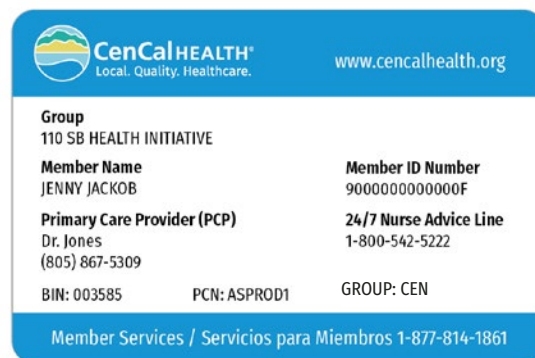 CenCalHEALTH®
Local. Quality. Healthcare.
www.cencalhealth.org
Group
110 SB HEALTH INITIATIVE
Member Name
JENNY JACKOB
Member ID Number
9000000000000F
Primary Care Provider (PCP)
Dr. Jones
(805) 867-5309
24/7 Nurse Advice Line
1-800-542-5222
BIN: 003585 PCN: ASPROD1 GROUP: CEN
Member Services / Servicios para Miembros 1-877-814-1861